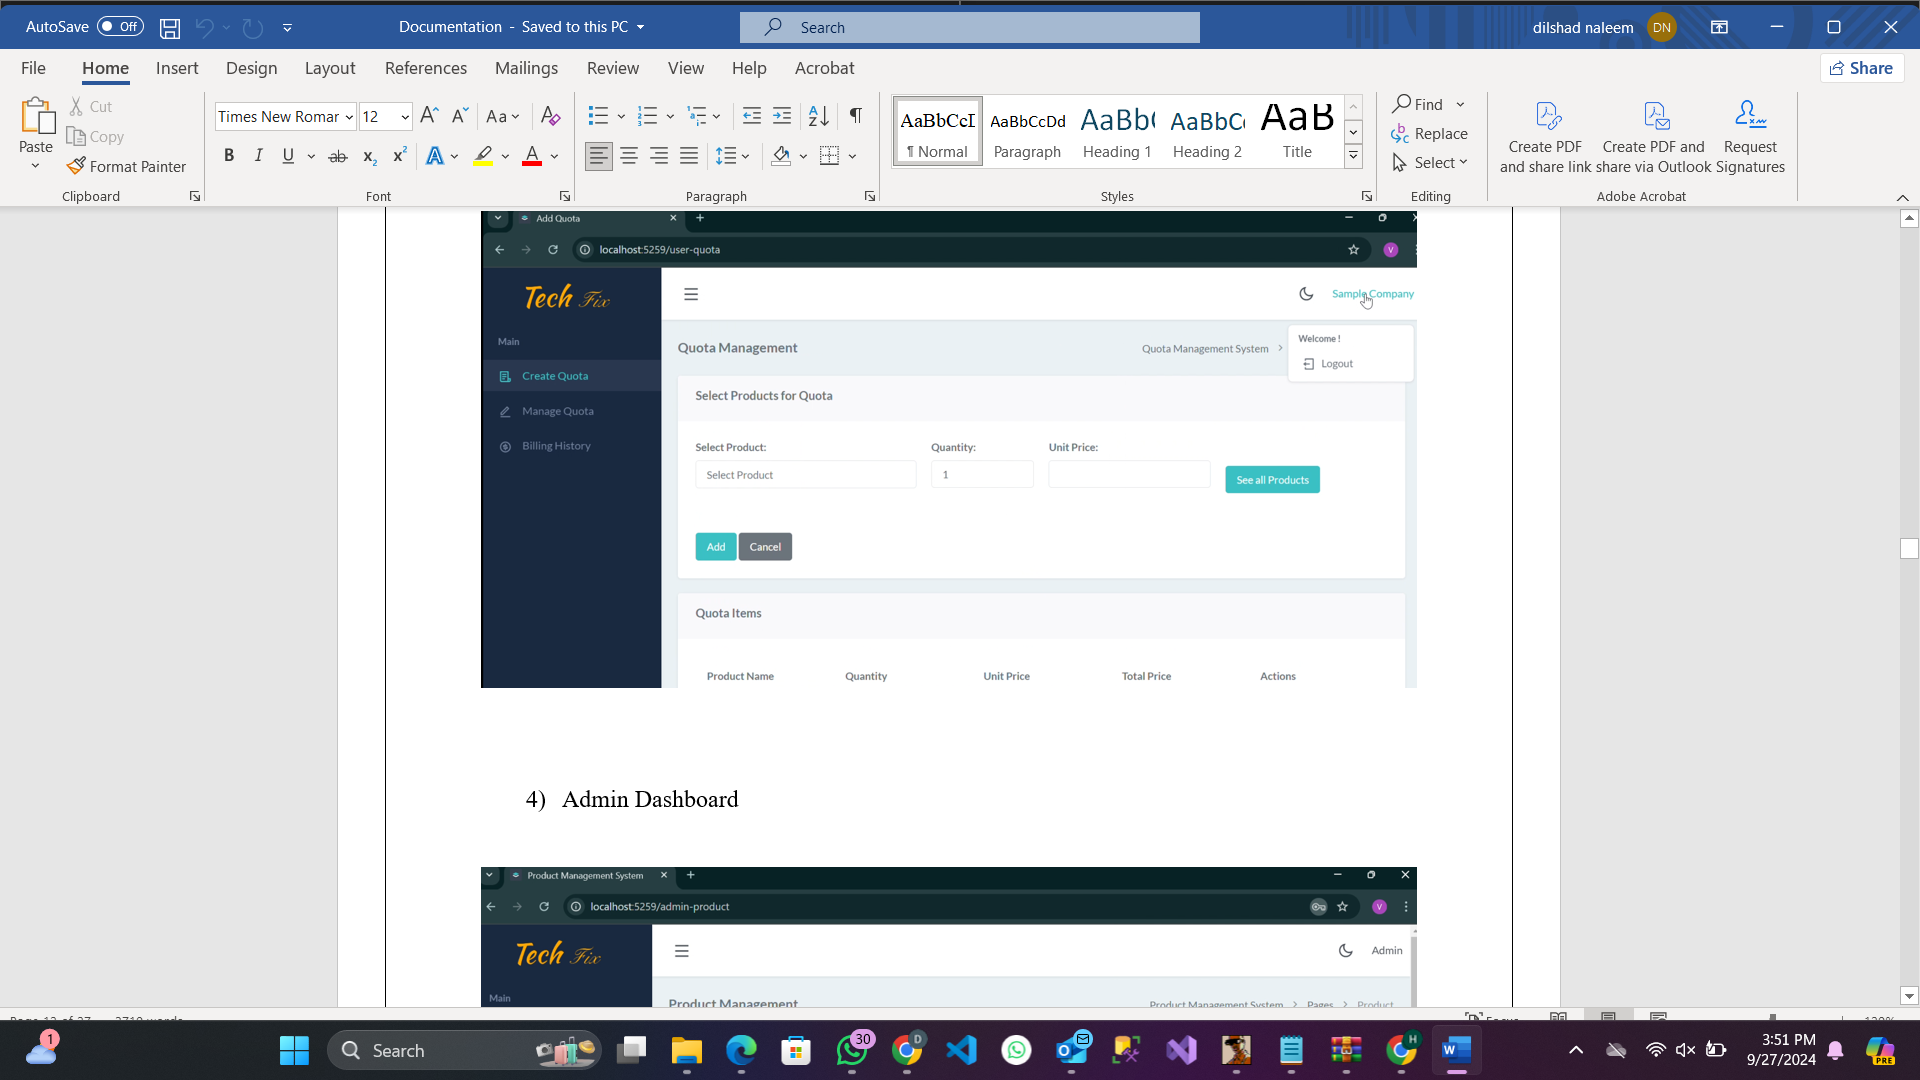 AutoSave Off Documentation - Saved to this PC Search dilshad naleem DN
File Home Insert Design Layout References Mailings Review View Help Acrobat Share
Paste Cut Copy Format Painter
Clipboard
Times New Roman 12
Font
Paragraph
AaBbCcI AaBbCcDd AaBb( AaBbC( AaB
¶ Normal Paragraph Heading 1 Heading 2 Title
Styles
Find
Replace
Select
Editing
Create PDF and share link
Create PDF and share via Outlook
Request Signatures
Adobe Acrobat
Add Quota
localhost:5259/user-quota
Tech Fix
Sample Company
Main
Welcome !
Logout
Quota Management
Quota Management System >
Create Quota
Manage Quota
Billing History
Select Products for Quota
Select Product: Quantity: Unit Price:
Select Product 1 See all Products
Add Cancel
Quota Items
Product Name Quantity Unit Price Total Price Actions
4) Admin Dashboard
Product Management System
localhost:5259/admin-product
Tech Fix
Admin
Main
Product Management
Product Management System > Pages > Product
Search
30
1
3:51 PM
9/27/2024